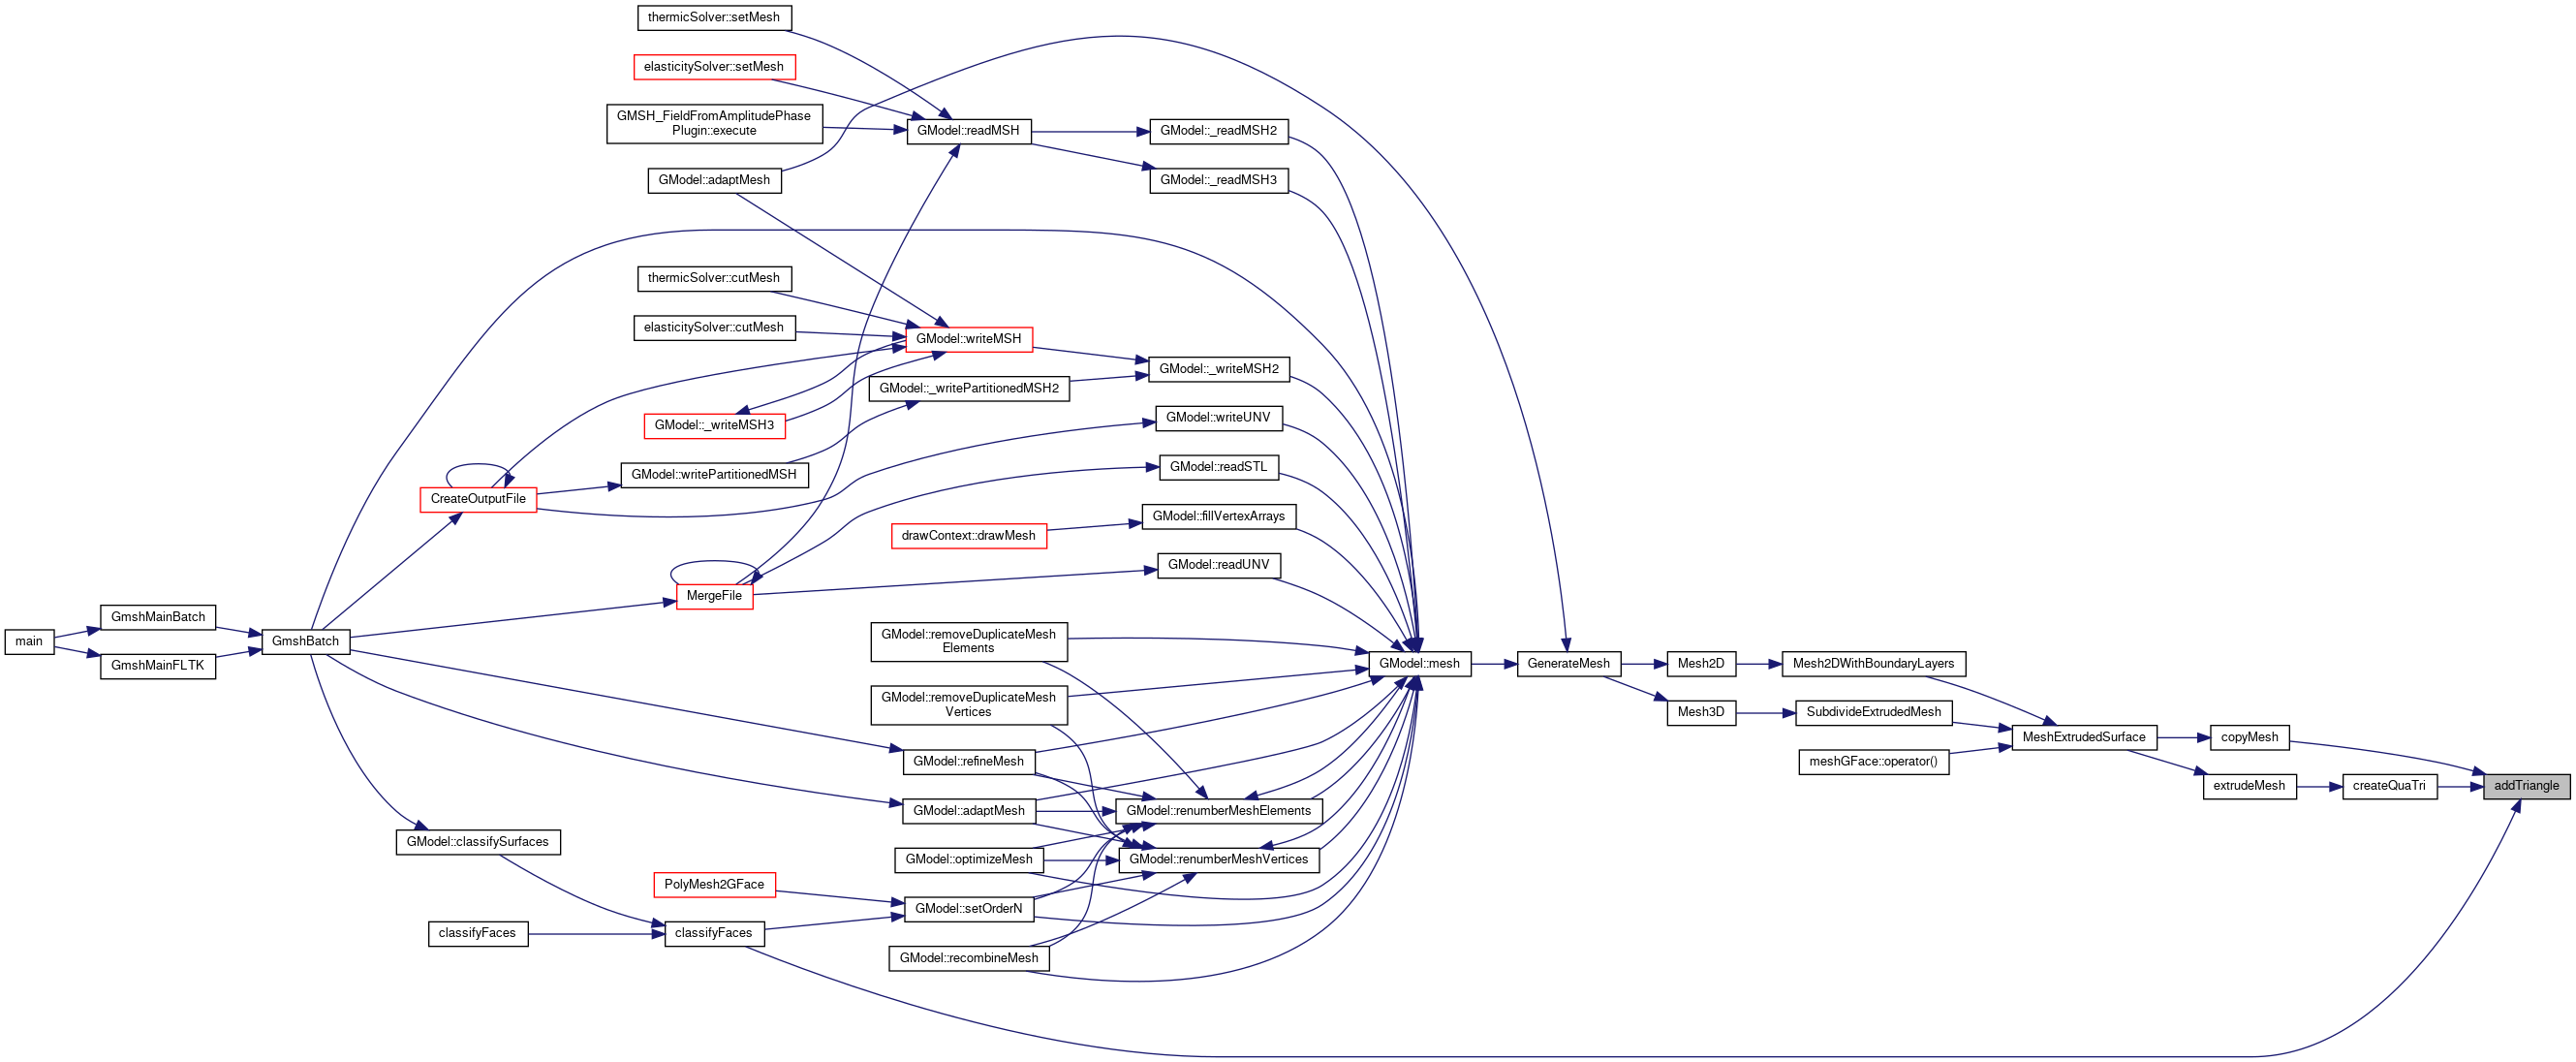 thermicSolver::setMesh
elasticitySolver::setMesh
GMSH_FieldFromAmplitudePhase
Plugin::execute
GModel::readMSH
GModel::_readMSH2
GModel::adaptMesh
GModel::_readMSH3
thermicSolver::cutMesh
elasticitySolver::cutMesh
GModel::writeMSH
GModel::_writeMSH2
GModel::_writePartitionedMSH2
GModel::_writeMSH3
GModel::writeUNV
GModel::writePartitionedMSH
GModel::readSTL
CreateOutputFile
GModel::fillVertexArrays
drawContext::drawMesh
GModel::readUNV
MergeFile
GmshMainBatch
main
GmshBatch
GmshMainFLTK
GModel::removeDuplicateMesh
Elements
GModel::mesh
GenerateMesh
Mesh2D
Mesh2DWithBoundaryLayers
GModel::removeDuplicateMesh
Vertices
Mesh3D
SubdivideExtrudedMesh
MeshExtrudedSurface
copyMesh
GModel::refineMesh
meshGFace::operator()
extrudeMesh
createQuaTri
addTriangle
GModel::adaptMesh
GModel::renumberMeshElements
GModel::classifySurfaces
GModel::optimizeMesh
GModel::renumberMeshVertices
PolyMesh2GFace
GModel::setOrderN
classifyFaces
classifyFaces
GModel::recombineMesh